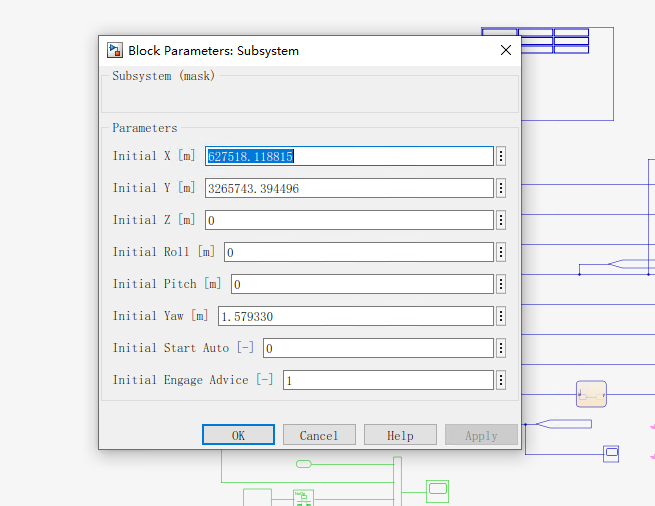 Block Parameters: Subsystem
Subsystem (mask)
Parameters
Initial X [m] 627518.118815
Initial Y [m] 3265743.394496
Initial Z [m] 0
Initial Roll [m] 0
Initial Pitch [m] 0
Initial Yaw [m] 1.579330
Initial Start Auto [-] 0
Initial Engage Advice [-] 1
OK Cancel Help Apply